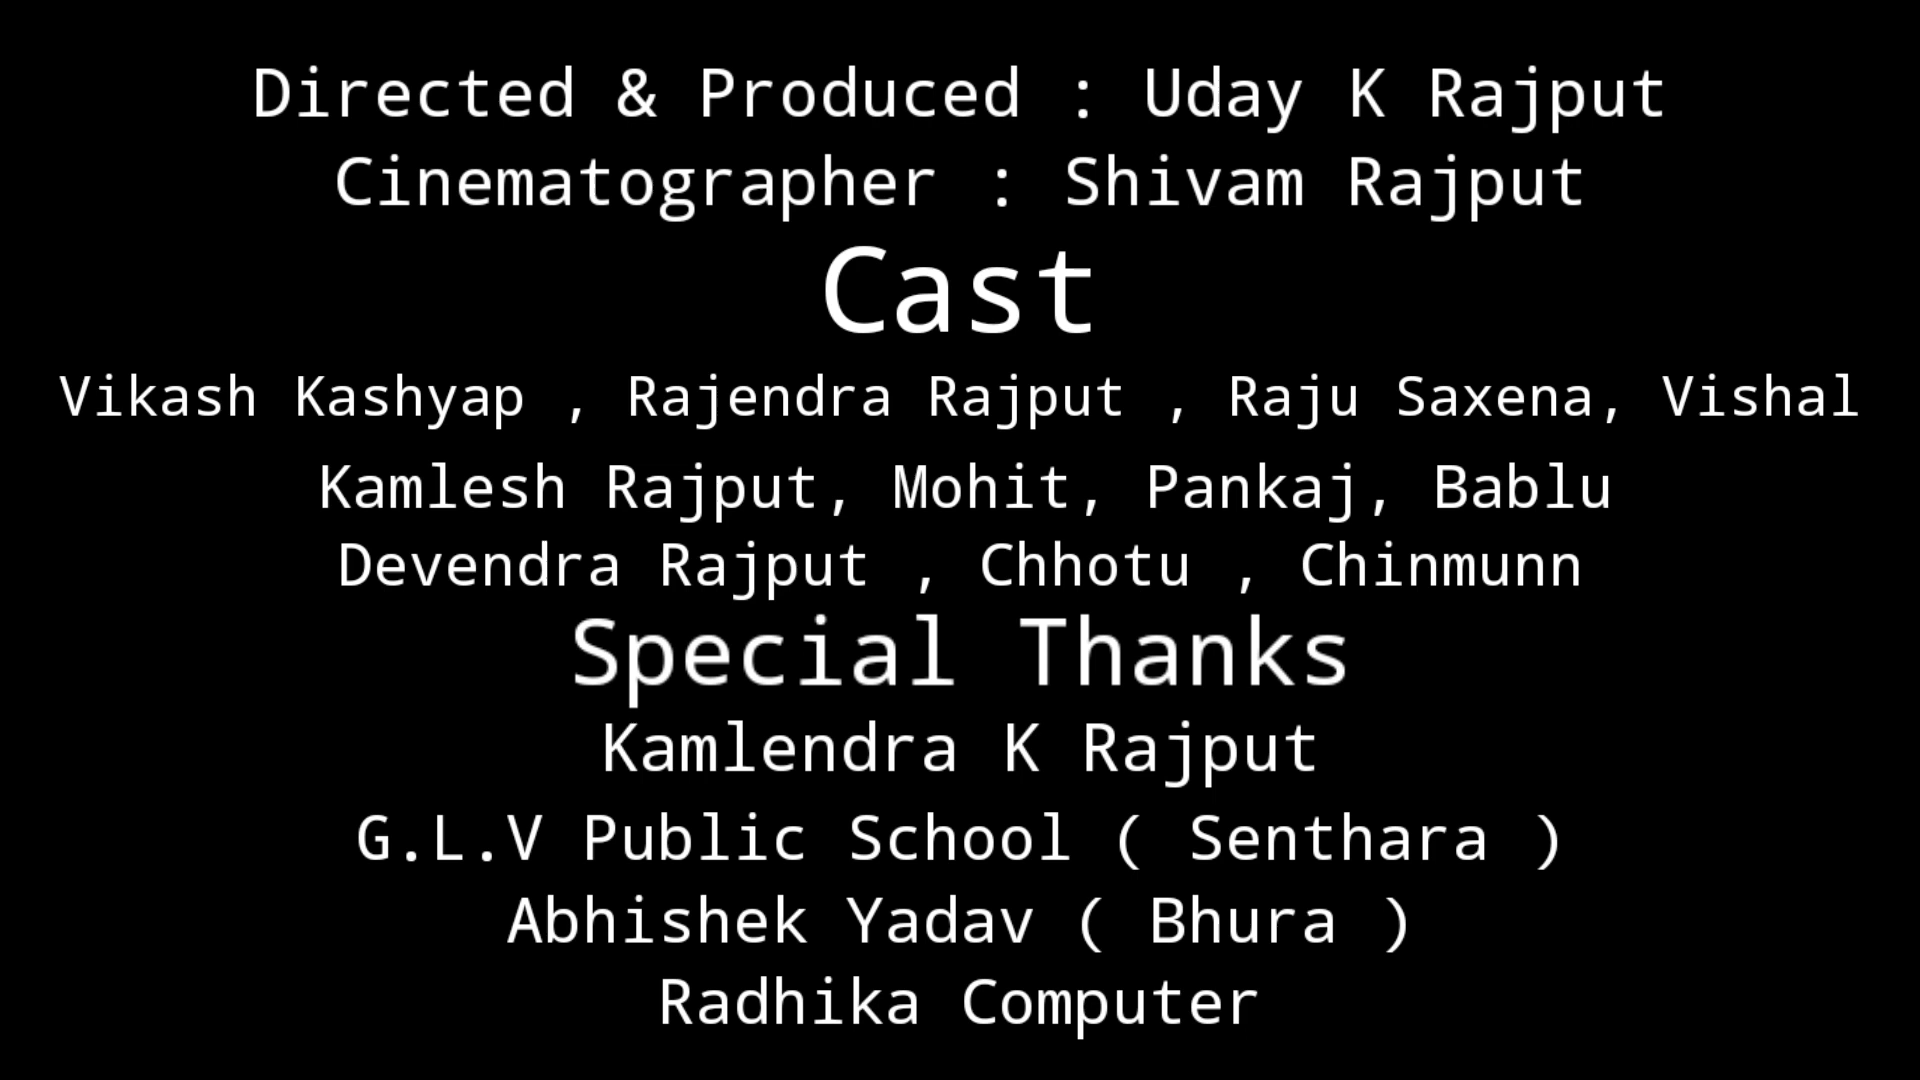 Directed & Produced : Uday K Rajput
Cinematographer : Shivam Rajput
Cast
Vikash Kashyap , Rajendra Rajput , Raju Saxena, Vishal
Kamlesh Rajput, Mohit, Pankaj, Bablu
Devendra Rajput , Chhotu , Chinmunn
Special Thanks
Kamlendra K Rajput
G.L.V Public School ( Senthara )
Abhishek Yadav ( Bhura )
Radhika Computer